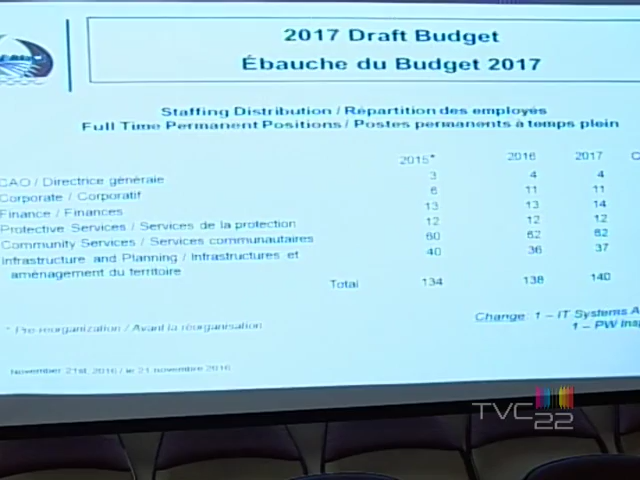 2017 Draft Budget
Ébauche du Budget 2017
Staffing Distribution / Répartition des employés
Full Time Permanent Positions / Postes permanents à temps plein
2015* 2016 2017
CAO / Directrice générale 3 4 4
Corporate / Corporatif 6 11 11
Finance / Finances 13 13 14
Protective Services / Services de la protection 12 12 12
Community Services / Services communautaires 60 62 62
Infrastructure and Planning / Infrastructures et 40 36 37
aménagement du territoire
Total 134 138 140
* Pre reorganization / Avant la réorganisation
Change: 1 – IT Systems A
1 – PW Insp
November 21st, 2016 / le 21 novembre 2016
TVC22